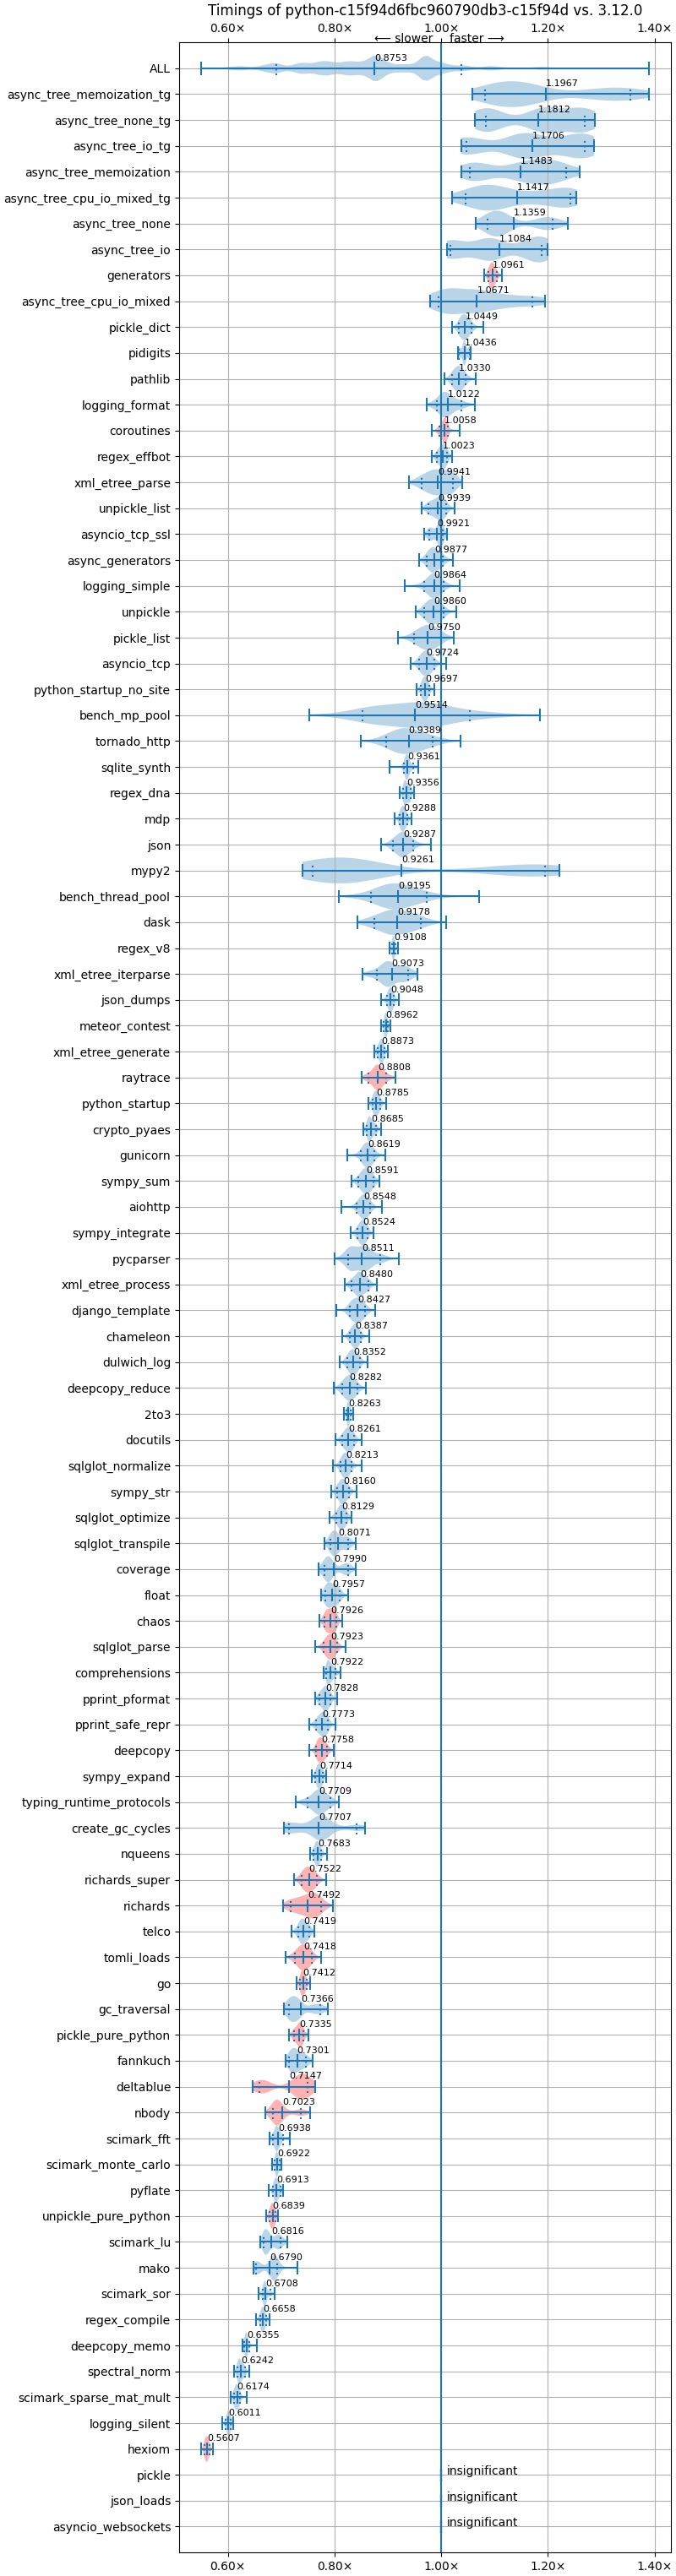 Timings of python-c15f94d6fbc960790db3-c15f94d vs. 3.12.0
0.60× 0.80× 1.00× 1.20× 1.40×
⟵ slower faster ⟶
ALL 0.8753
async_tree_memoization_tg 1.1967
async_tree_none_tg 1.1812
async_tree_io_tg 1.1706
async_tree_memoization 1.1483
async_tree_cpu_io_mixed_tg 1.1417
async_tree_none 1.1359
async_tree_io 1.1084
generators 1.0961
async_tree_cpu_io_mixed 1.0671
pickle_dict 1.0449
pidigits 1.0436
pathlib 1.0330
logging_format 1.0122
coroutines 1.0058
regex_effbot 1.0023
xml_etree_parse 0.9941
unpickle_list 0.9939
asyncio_tcp_ssl 0.9921
async_generators 0.9877
logging_simple 0.9864
unpickle 0.9860
pickle_list 0.9750
asyncio_tcp 0.9724
python_startup_no_site 0.9697
bench_mp_pool 0.9514
tornado_http 0.9389
sqlite_synth 0.9361
regex_dna 0.9356
mdp 0.9288
json 0.9287
mypy2 0.9261
bench_thread_pool 0.9195
dask 0.9178
regex_v8 0.9108
xml_etree_iterparse 0.9073
json_dumps 0.9048
meteor_contest 0.8962
xml_etree_generate 0.8873
raytrace 0.8808
python_startup 0.8785
crypto_pyaes 0.8685
gunicorn 0.8619
sympy_sum 0.8591
aiohttp 0.8548
sympy_integrate 0.8524
pycparser 0.8511
xml_etree_process 0.8480
django_template 0.8427
chameleon 0.8387
dulwich_log 0.8352
deepcopy_reduce 0.8282
2to3 0.8263
docutils 0.8261
sqlglot_normalize 0.8213
sympy_str 0.8160
sqlglot_optimize 0.8129
sqlglot_transpile 0.8071
coverage 0.7990
float 0.7957
chaos 0.7926
sqlglot_parse 0.7923
comprehensions 0.7922
pprint_pformat 0.7828
pprint_safe_repr 0.7773
deepcopy 0.7758
sympy_expand 0.7714
typing_runtime_protocols 0.7709
create_gc_cycles 0.7707
nqueens 0.7683
richards_super 0.7522
richards 0.7492
telco 0.7419
tomli_loads 0.7418
go 0.7412
gc_traversal 0.7366
pickle_pure_python 0.7335
fannkuch 0.7301
deltablue 0.7147
nbody 0.7023
scimark_fft 0.6938
scimark_monte_carlo 0.6922
pyflate 0.6913
unpickle_pure_python 0.6839
scimark_lu 0.6816
mako 0.6790
scimark_sor 0.6708
regex_compile 0.6658
deepcopy_memo 0.6355
spectral_norm 0.6242
scimark_sparse_mat_mult 0.6174
logging_silent 0.6011
hexiom 0.5607
pickle insignificant
json_loads insignificant
asyncio_websockets insignificant
0.60× 0.80× 1.00× 1.20× 1.40×